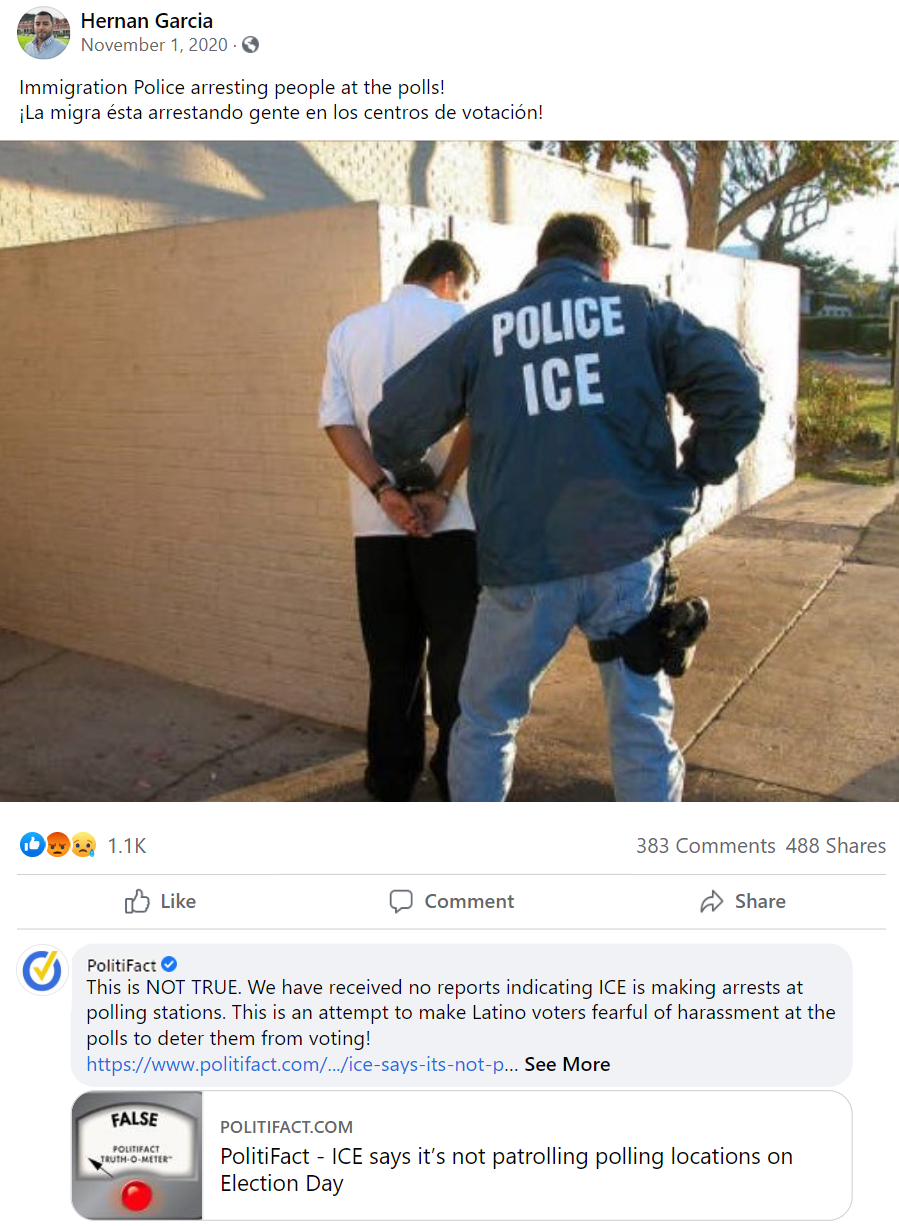 Hernan Garcia
November 1, 2020 ·
Immigration Police arresting people at the polls!
¡La migra ésta arrestando gente en los centros de votación!
POLICE
ICE
1.1K
383 Comments 488 Shares
Like
Comment
Share
PolitiFact
This is NOT TRUE. We have received no reports indicating ICE is making arrests at
polling stations. This is an attempt to make Latino voters fearful of harassment at the
polls to deter them from voting!
https://www.politifact.com/.../ice-says-its-not-p... See More
FALSE
POLITIFACT
TRUTH-O-METER™
POLITIFACT.COM
PolitiFact - ICE says it's not patrolling polling locations on
Election Day